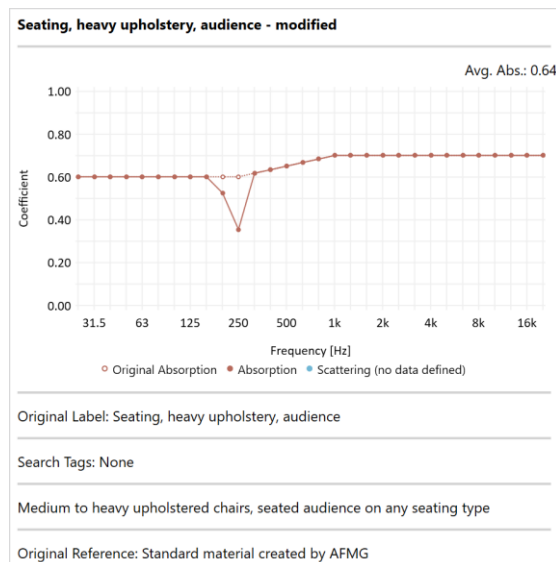 Seating, heavy upholstery, audience - modified
Avg. Abs.: 0.64
1.00
0.80
0.60
0.40
0.20
0.00
Coefficient
31.5 63 125 250 500 1k 2k 4k 8k 16k
Frequency [Hz]
Original Absorption Absorption Scattering (no data defined)
Original Label: Seating, heavy upholstery, audience
Search Tags: None
Medium to heavy upholstered chairs, seated audience on any seating type
Original Reference: Standard material created by AFMG